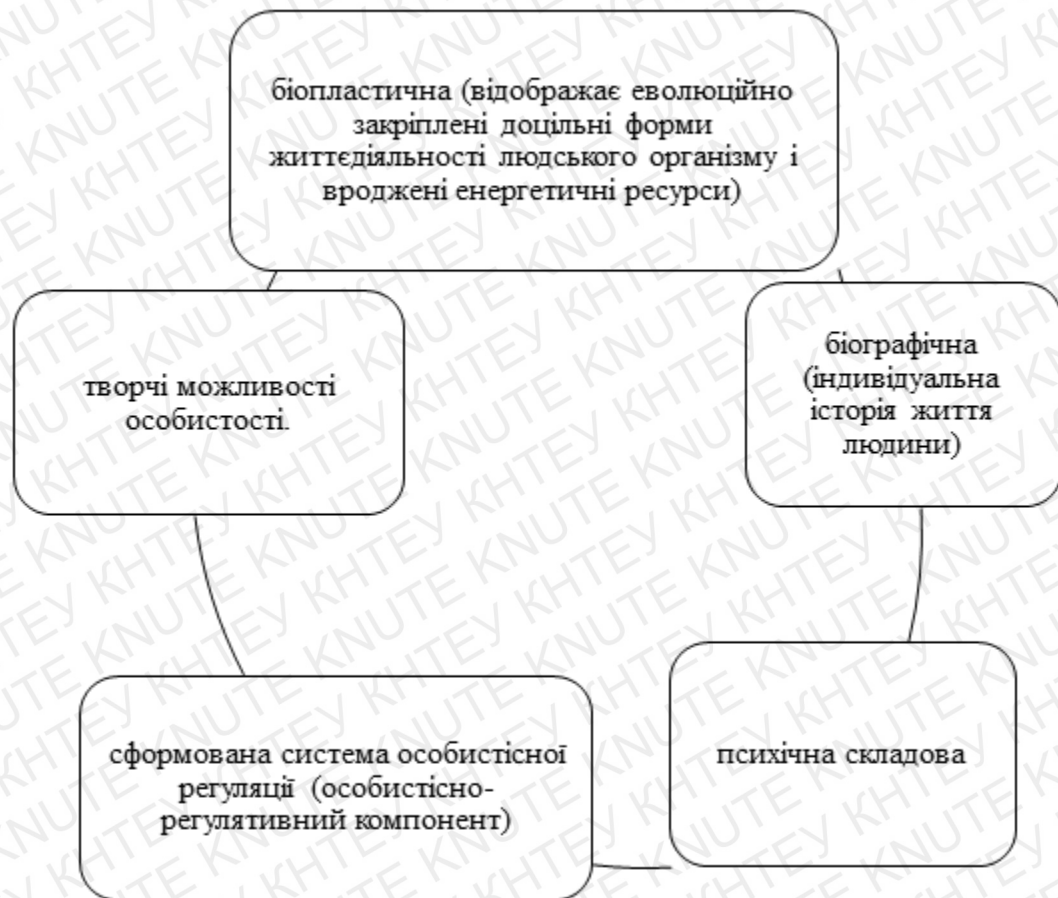 біопластична (відображає еволюційно
закріплені доцільні форми
життєдіяльності людського організму і
вроджені енергетичні ресурси)
біографічна
(індивідуальна
історія життя
людини)
психічна складова
сформована система особистісної
регуляції (особистісно-
регулятивний компонент)
творчі можливості
особистості.